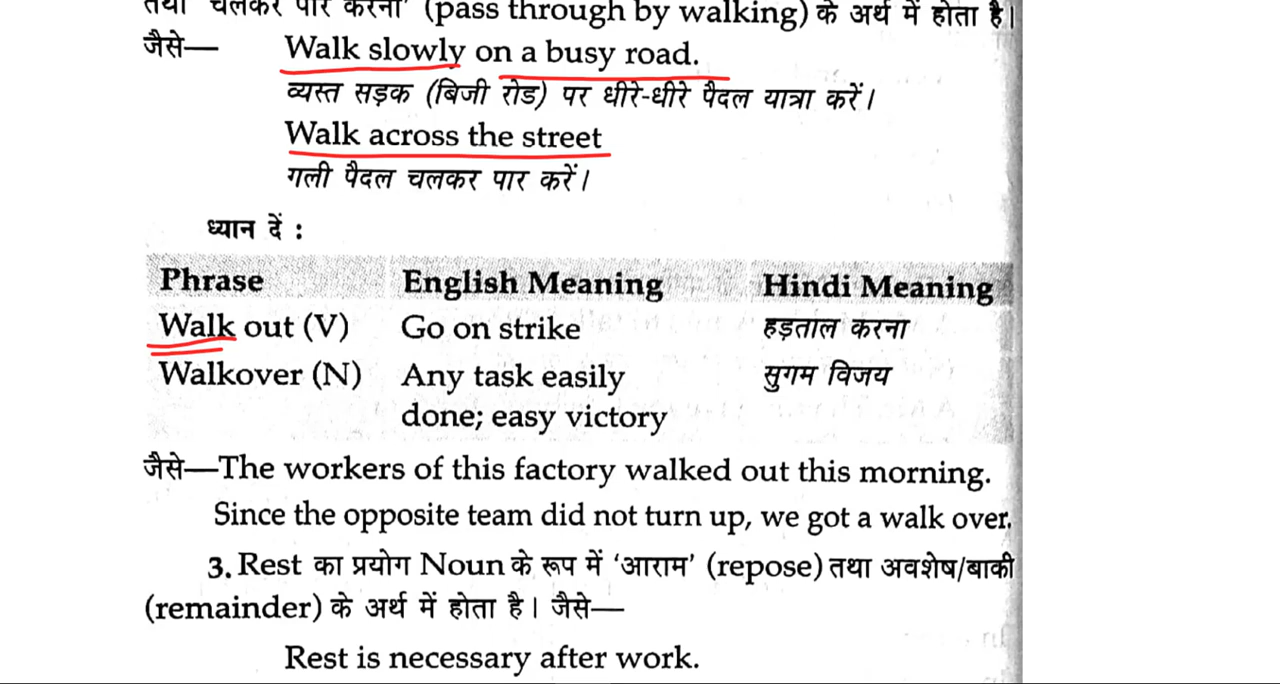 तथा 'चलकर पार करना' (pass through by walking) के अर्थ में होता है।
जैसे— Walk slowly on a busy road.
व्यस्त सड़क (बिजी रोड) पर धीरे-धीरे पैदल यात्रा करें।
Walk across the street
गली पैदल चलकर पार करें।
ध्यान दें :
Phrase English Meaning Hindi Meaning
Walk out (V) Go on strike हड़ताल करना
Walkover (N) Any task easily सुगम विजय
done; easy victory
जैसे—The workers of this factory walked out this morning.
Since the opposite team did not turn up, we got a walk over.
3. Rest का प्रयोग Noun के रूप में 'आराम' (repose) तथा अवशेष/बाकी
(remainder) के अर्थ में होता है। जैसे—
Rest is necessary after work.